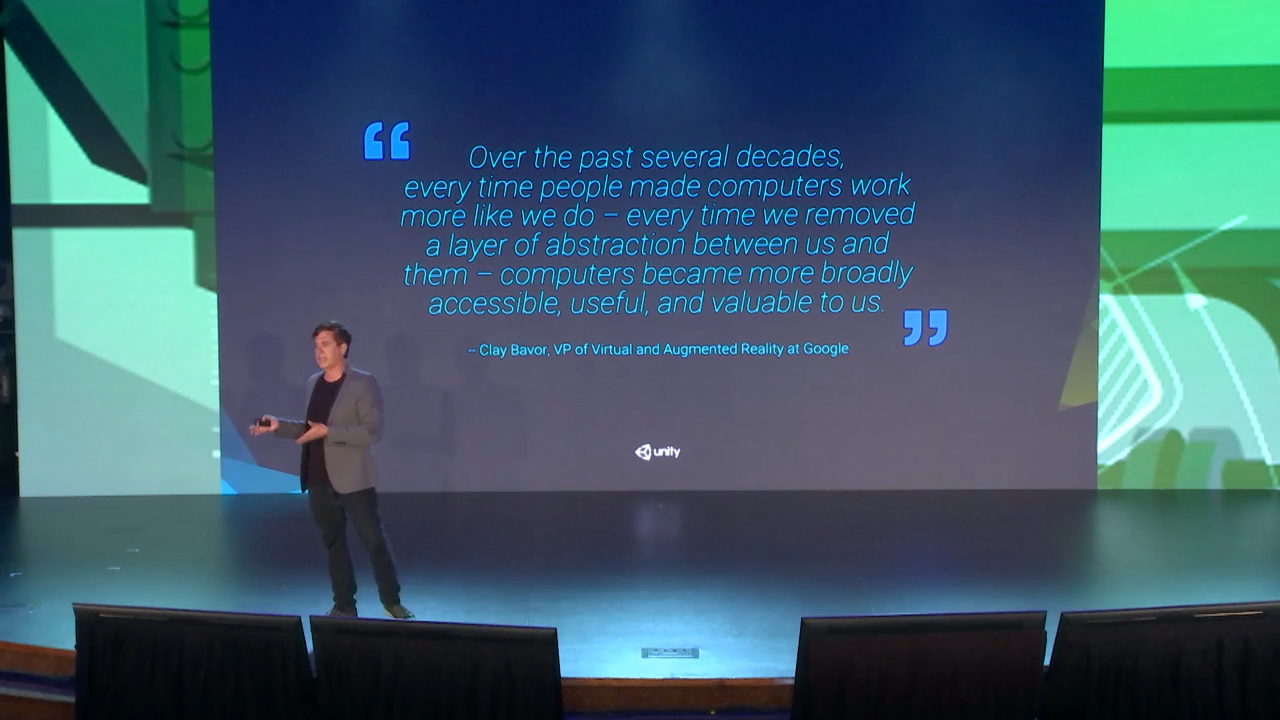 “ Over the past several decades,
every time people made computers work
more like we do – every time we removed
a layer of abstraction between us and
them – computers became more broadly
accessible, useful, and valuable to us. ”
– Clay Bavor, VP of Virtual and Augmented Reality at Google
unity